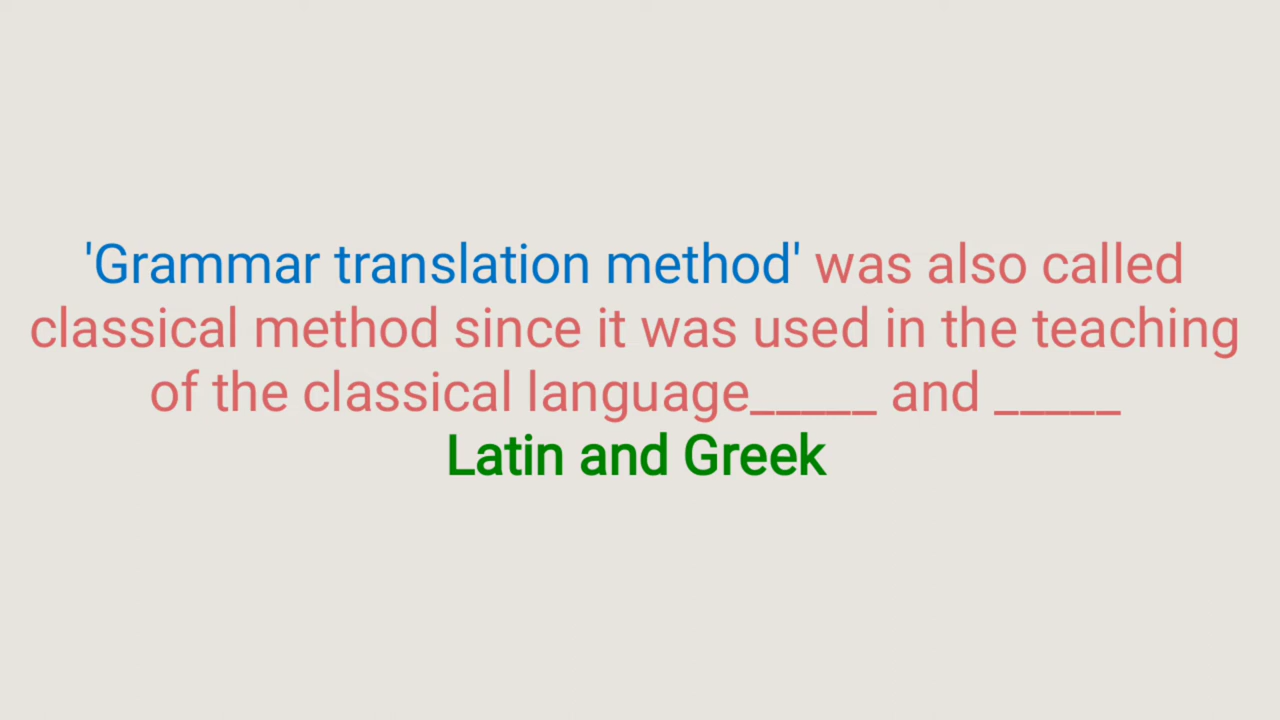 'Grammar translation method' was also called
classical method since it was used in the teaching
of the classical language_____ and _____
Latin and Greek